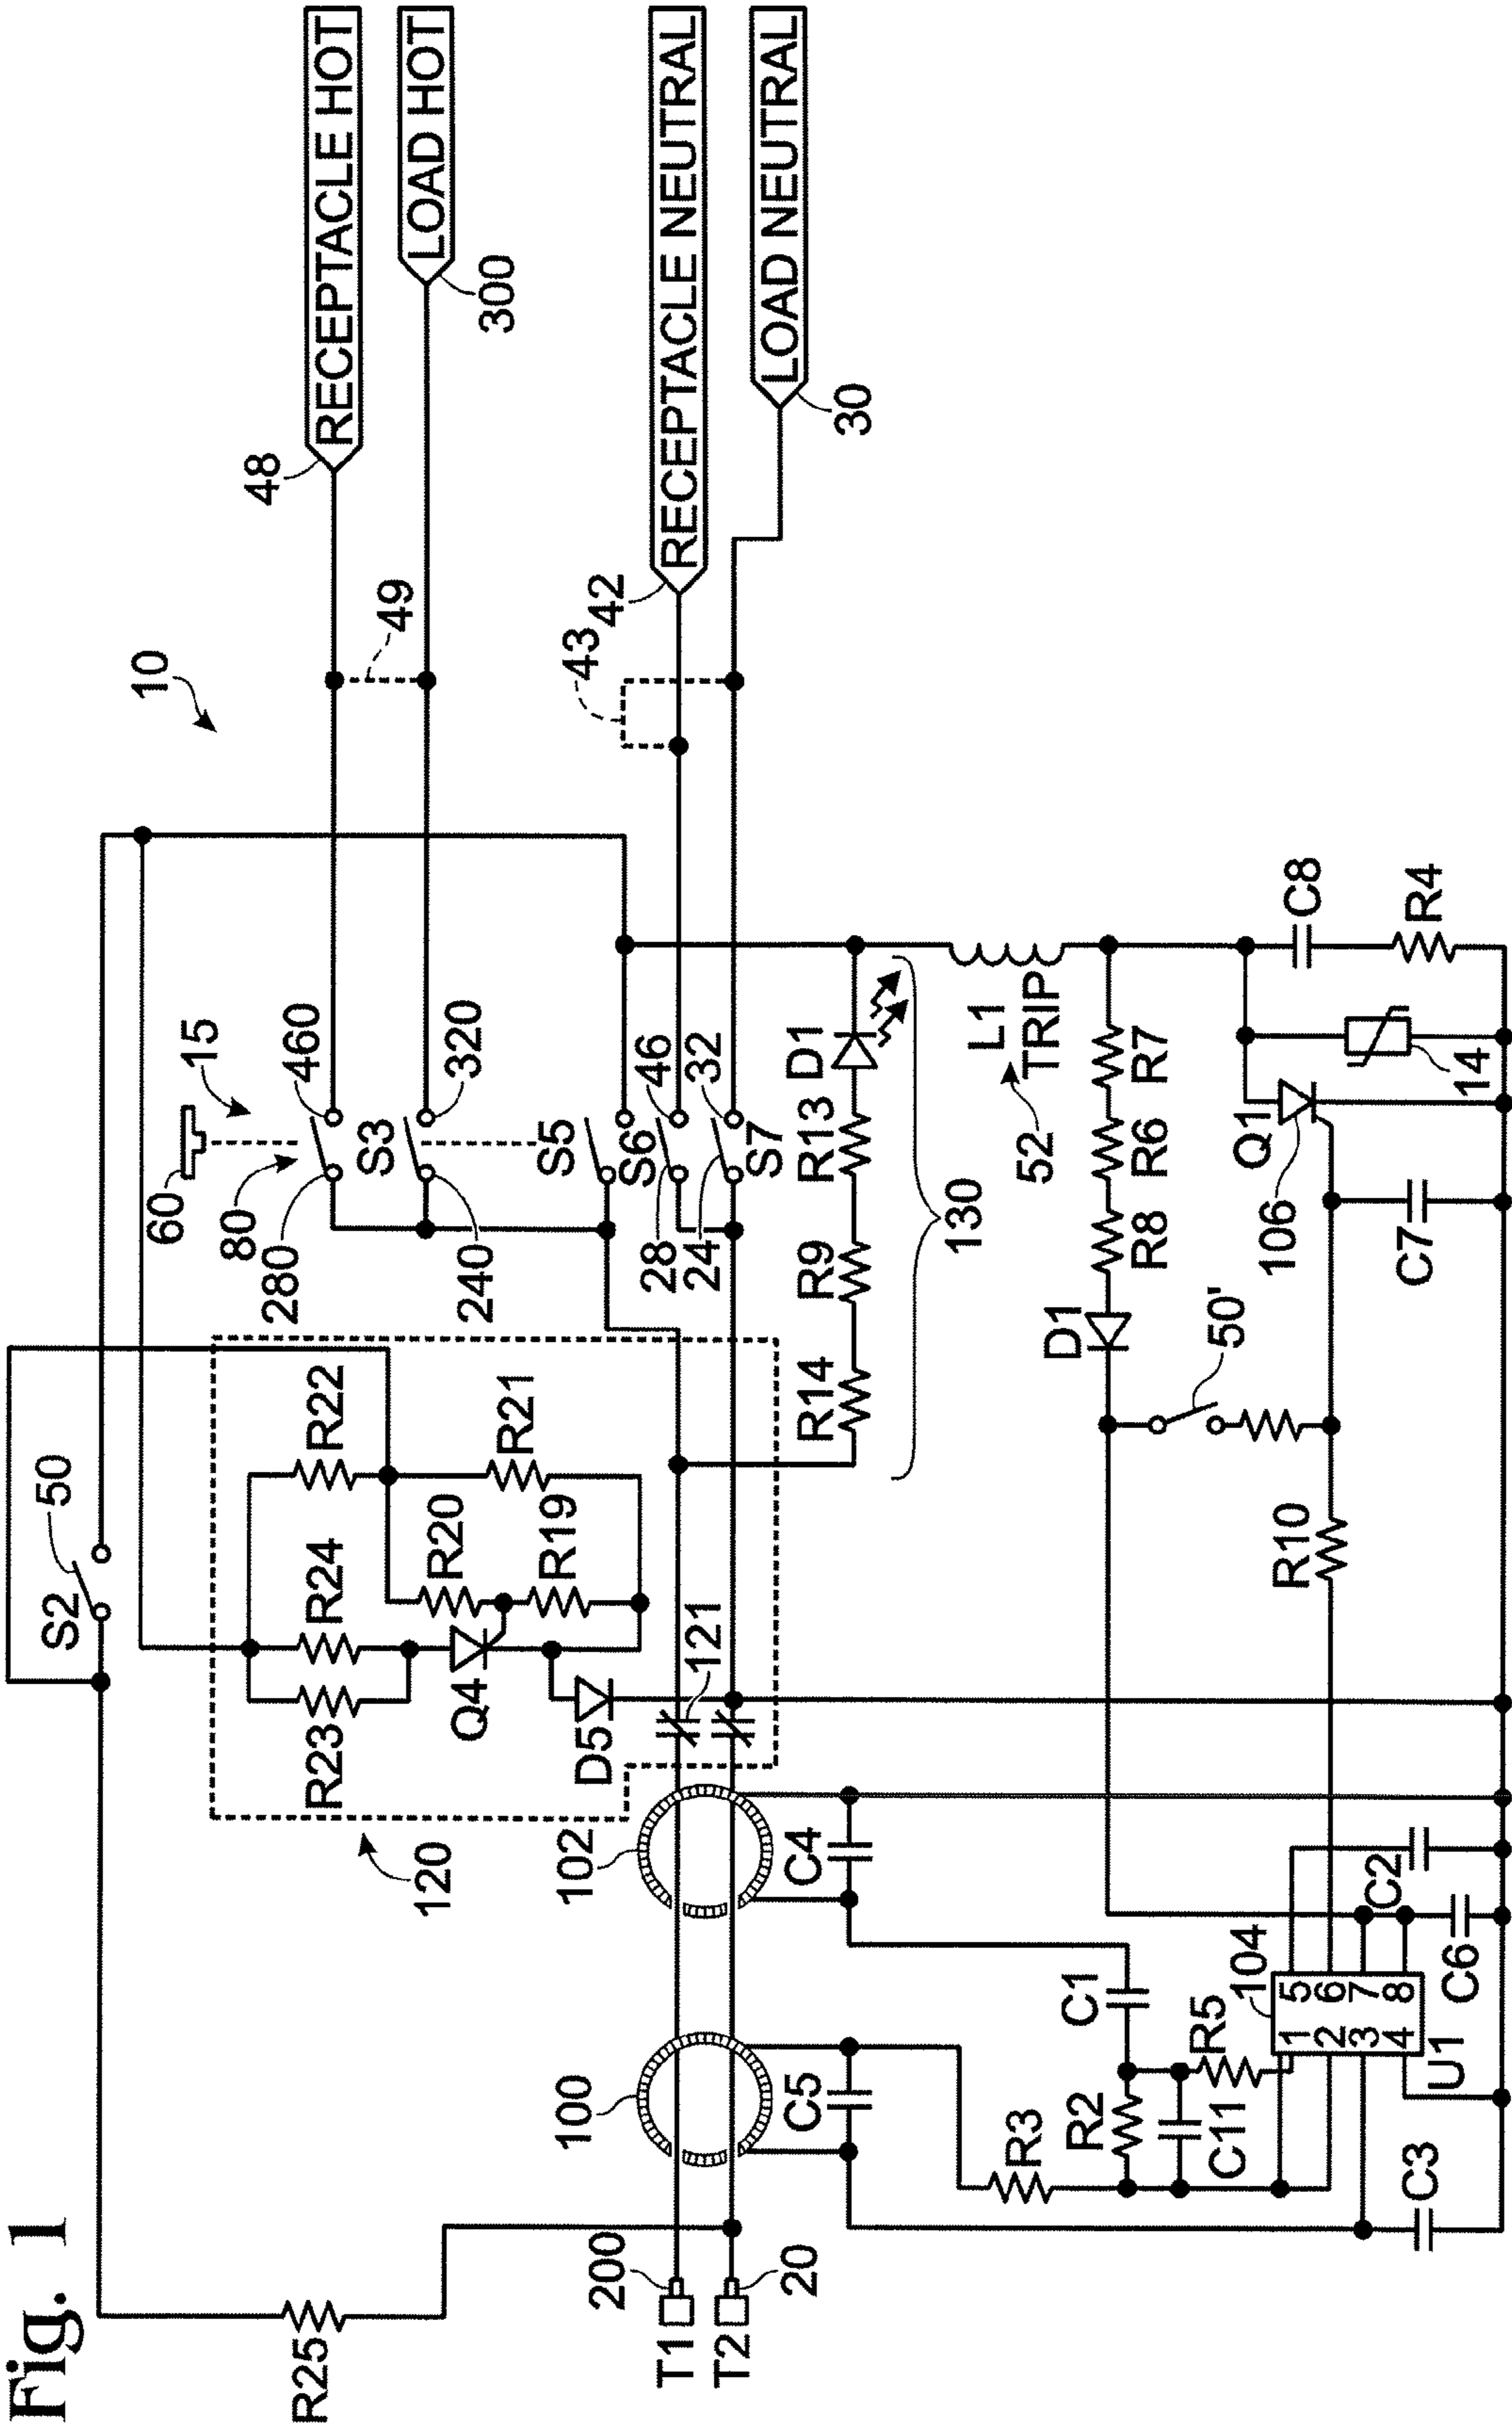 Fig. 1
10
RECEPTACLE HOT
48
LOAD HOT
300
49
RECEPTACLE NEUTRAL
42
43
LOAD NEUTRAL
30
S2
50
60
15
80
460
280
S3
320
240
S5
S6
46
28
32
24
S7
R25
120
R23
R24
R22
Q4
R20
R21
R19
D5
121
R14
R9
R13
D1
130
T1
200
T2
20
100
102
C5
C4
L1
TRIP
52
D1
R8
R6
R7
50'
C8
R4
14
Q1
106
C7
R10
R3
R2
C1
C11
R5
104
1
2
3
4
5
6
7
8
U1
C2
C6
C3